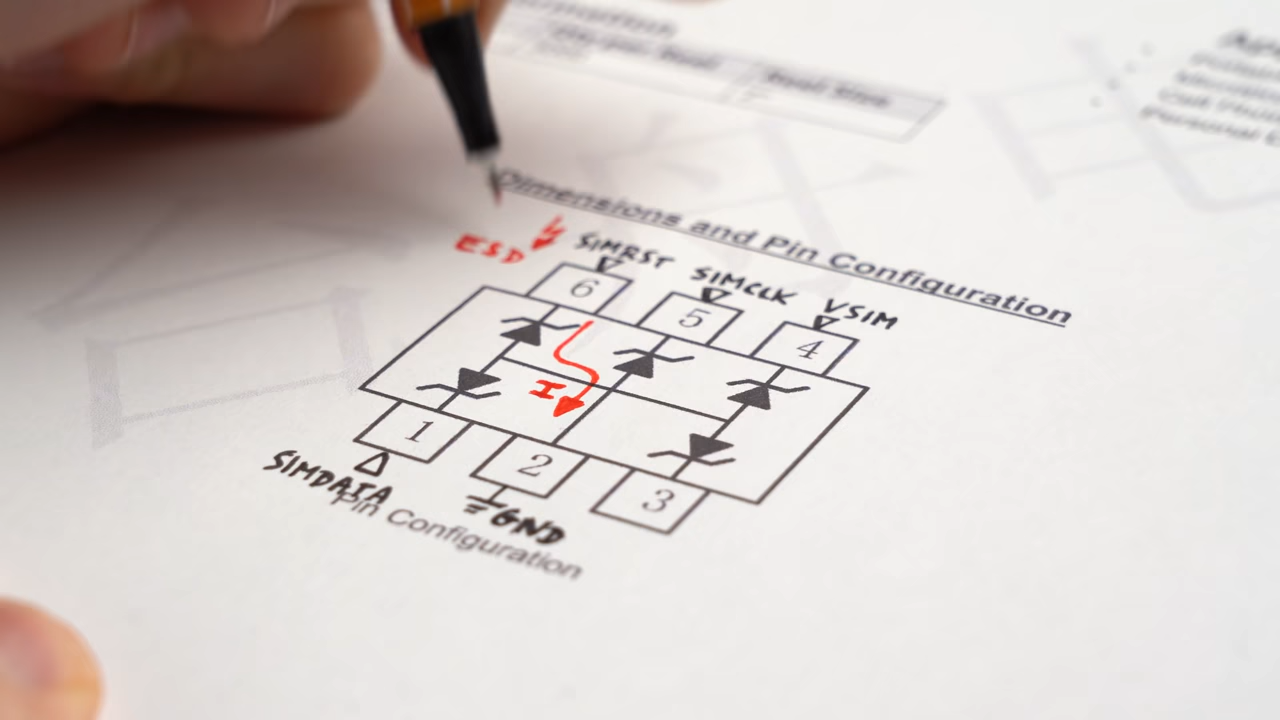 Dimensions and Pin Configuration
ESD
SIMRST SIMCLK VSIM
6 5 4
I
1 2 3
SIMDATA
GND
Pin Configuration